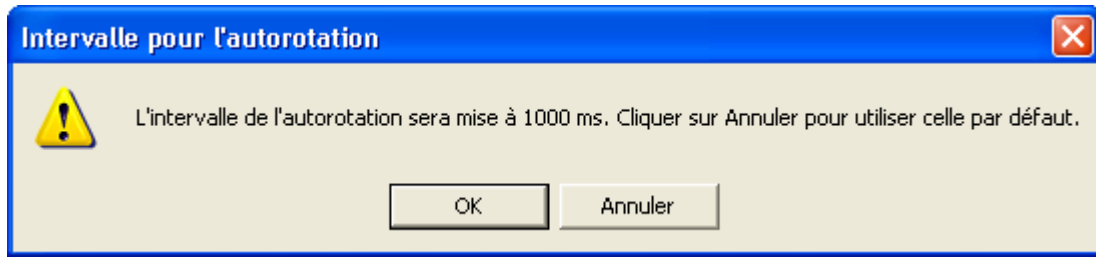 Intervalle pour l'autorotation
L'intervalle de l'autorotation sera mise à 1000 ms. Cliquer sur Annuler pour utiliser celle par défaut.
OK
Annuler